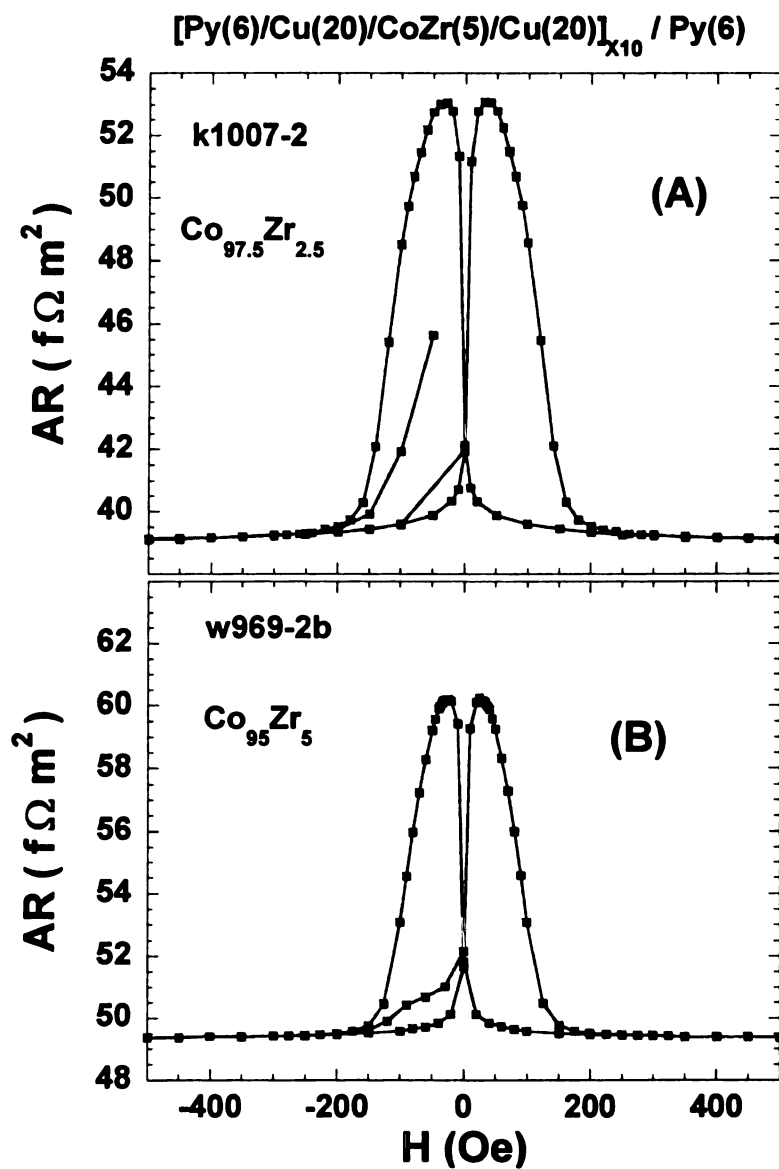 [Py(6)/Cu(20)/CoZr(5)/Cu(20)]X10 / Py(6)
54
52
50
48
46
44
42
40
AR ( f Ω m²)
k1007-2
Co97.5Zr2.5
(A)
62
60
58
56
54
52
50
48
AR ( f Ω m²)
w969-2b
Co95Zr5
(B)
-400 -200 0 200 400
H (Oe)